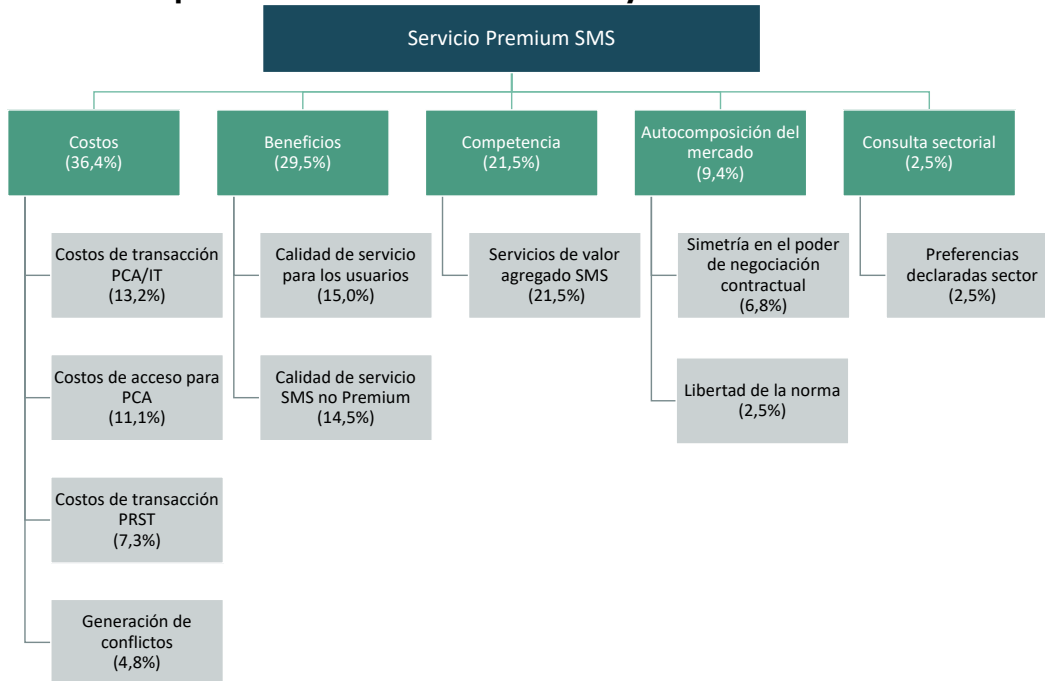 Servicio Premium SMS
Costos
(36,4%)
Beneficios
(29,5%)
Competencia
(21,5%)
Autocomposición del
mercado
(9,4%)
Consulta sectorial
(2,5%)
Costos de transacción
PCA/IT
(13,2%)
Calidad de servicio
para los usuarios
(15,0%)
Servicios de valor
agregado SMS
(21,5%)
Simetría en el poder
de negociación
contractual
(6,8%)
Preferencias
declaradas sector
(2,5%)
Costos de acceso para
PCA
(11,1%)
Calidad de servicio
SMS no Premium
(14,5%)
Libertad de la norma
(2,5%)
Costos de transacción
PRST
(7,3%)
Generación de
conflictos
(4,8%)